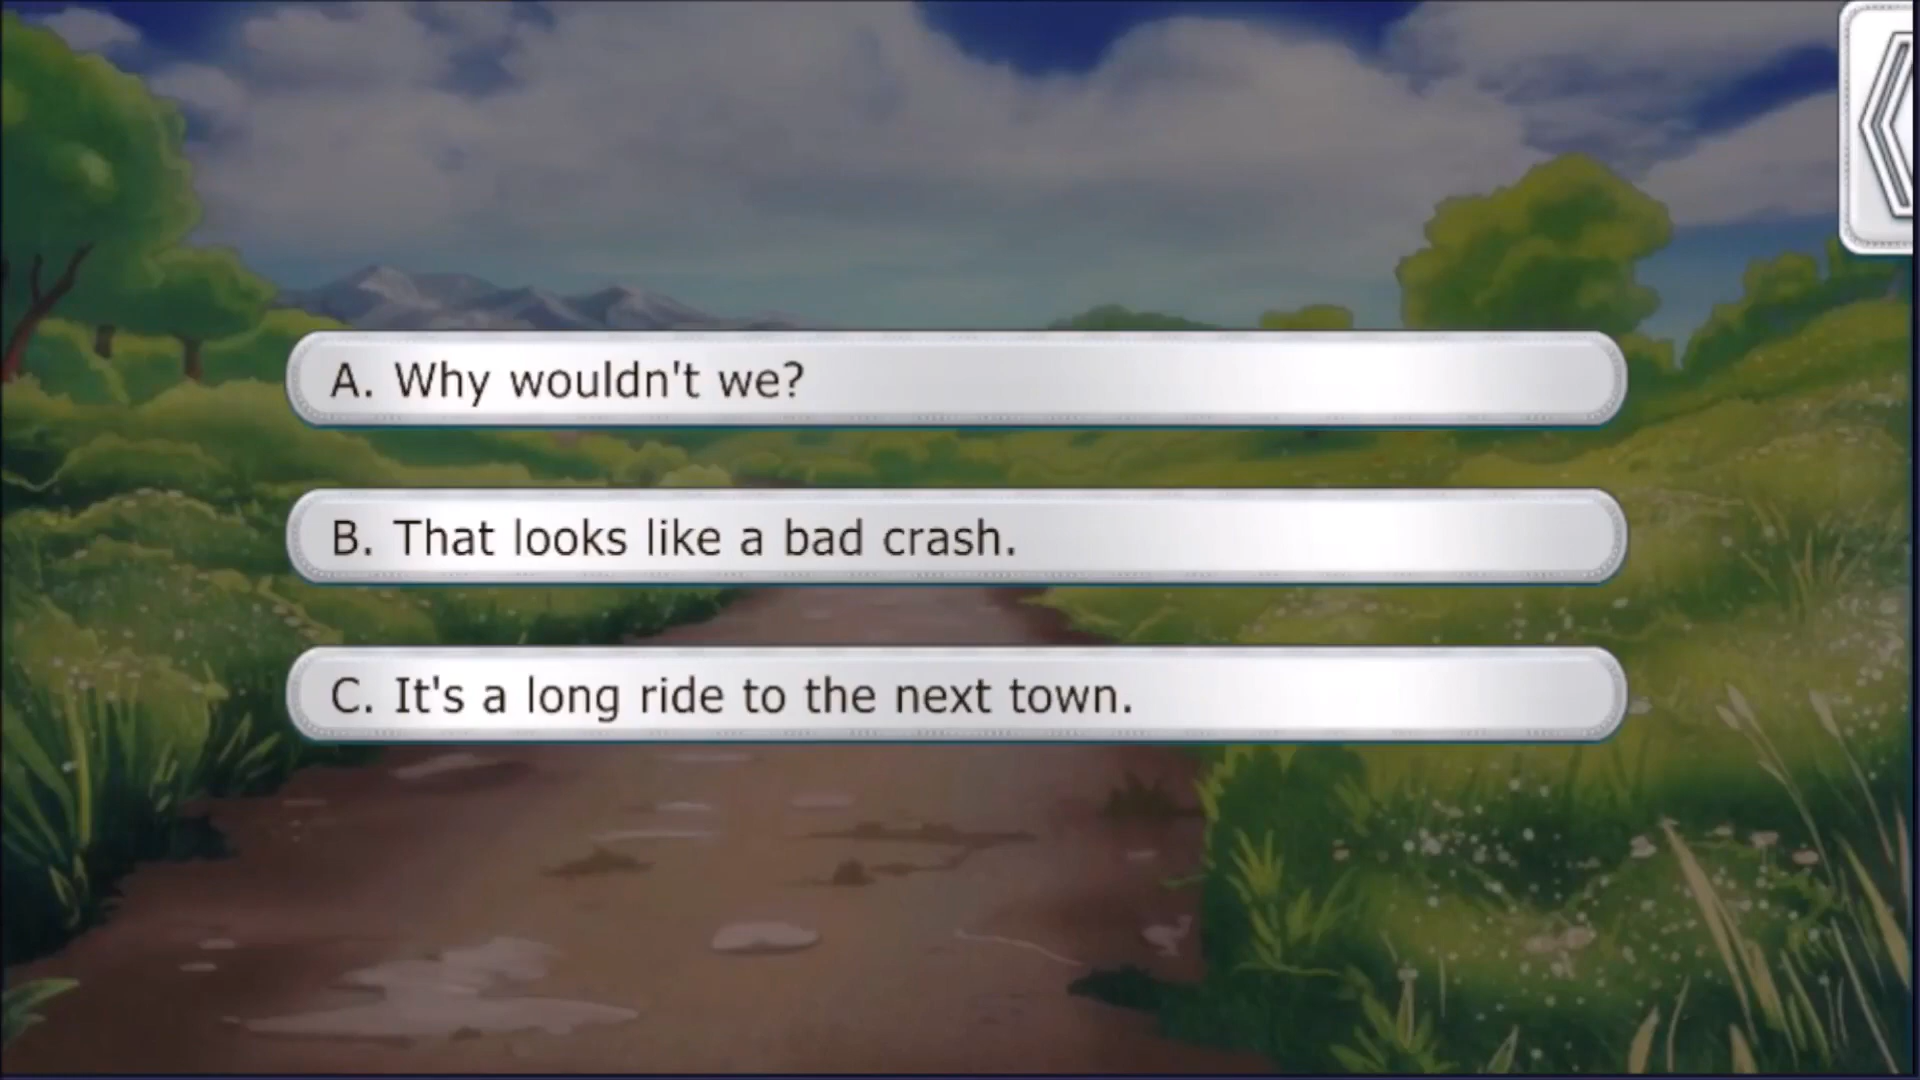 A. Why wouldn't we?
B. That looks like a bad crash.
C. It's a long ride to the next town.